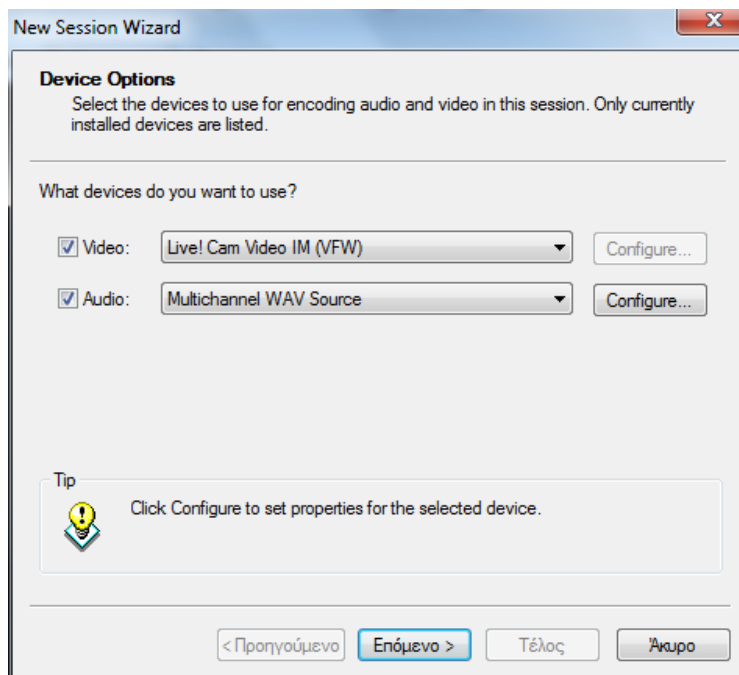 New Session Wizard
Device Options
Select the devices to use for encoding audio and video in this session. Only currently
installed devices are listed.
What devices do you want to use?
Video: Live! Cam Video IM (VFW) Configure...
Audio: Multichannel WAV Source Configure...
Tip
Click Configure to set properties for the selected device.
< Προηγούμενο Επόμενο > Τέλος Άκυρο